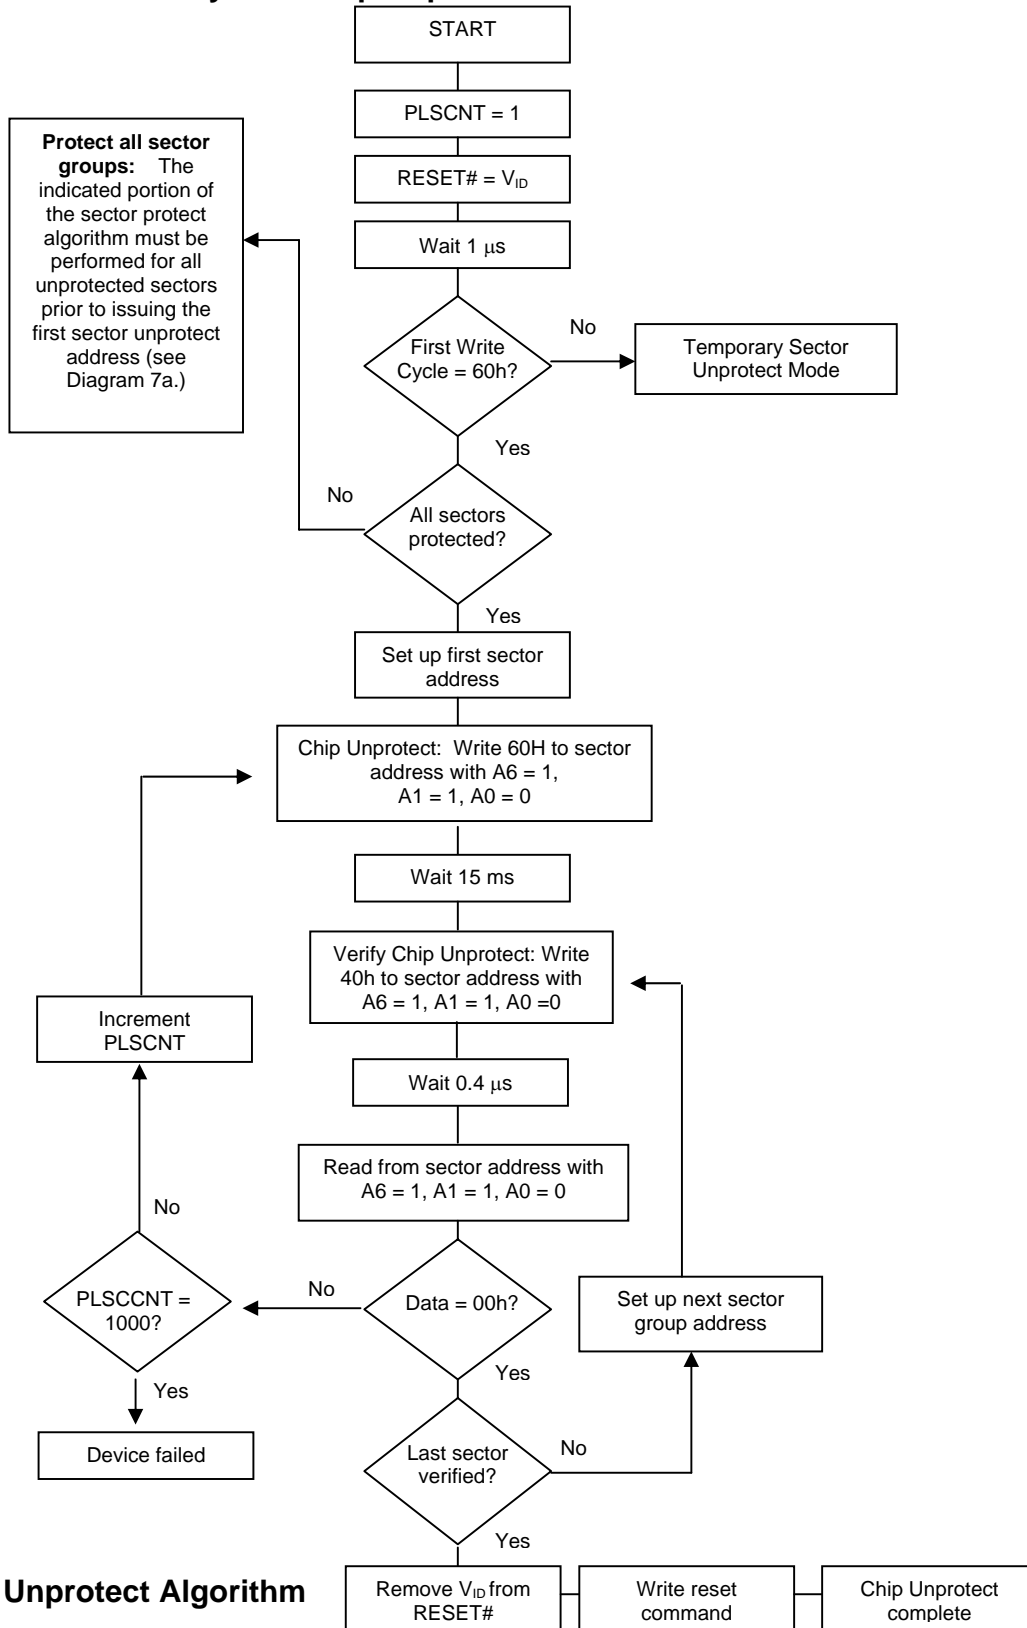 START
PLSCNT = 1
RESET# = VID
Wait 1 μs
Protect all sector
groups: The
indicated portion of
the sector protect
algorithm must be
performed for all
unprotected sectors
prior to issuing the
first sector unprotect
address (see
Diagram 7a.)
First Write
Cycle = 60h?
No
Temporary Sector
Unprotect Mode
Yes
No
All sectors
protected?
Yes
Set up first sector
address
Chip Unprotect: Write 60H to sector
address with A6 = 1,
A1 = 1, A0 = 0
Wait 15 ms
Verify Chip Unprotect: Write
40h to sector address with
A6 = 1, A1 = 1, A0 =0
Increment
PLSCNT
Wait 0.4 μs
Read from sector address with
A6 = 1, A1 = 1, A0 = 0
No
PLSCCNT =
1000?
No
Data = 00h?
Set up next sector
group address
Yes
Yes
Device failed
Last sector
verified?
No
Yes
Unprotect Algorithm
Remove VID from
RESET#
Write reset
command
Chip Unprotect
complete